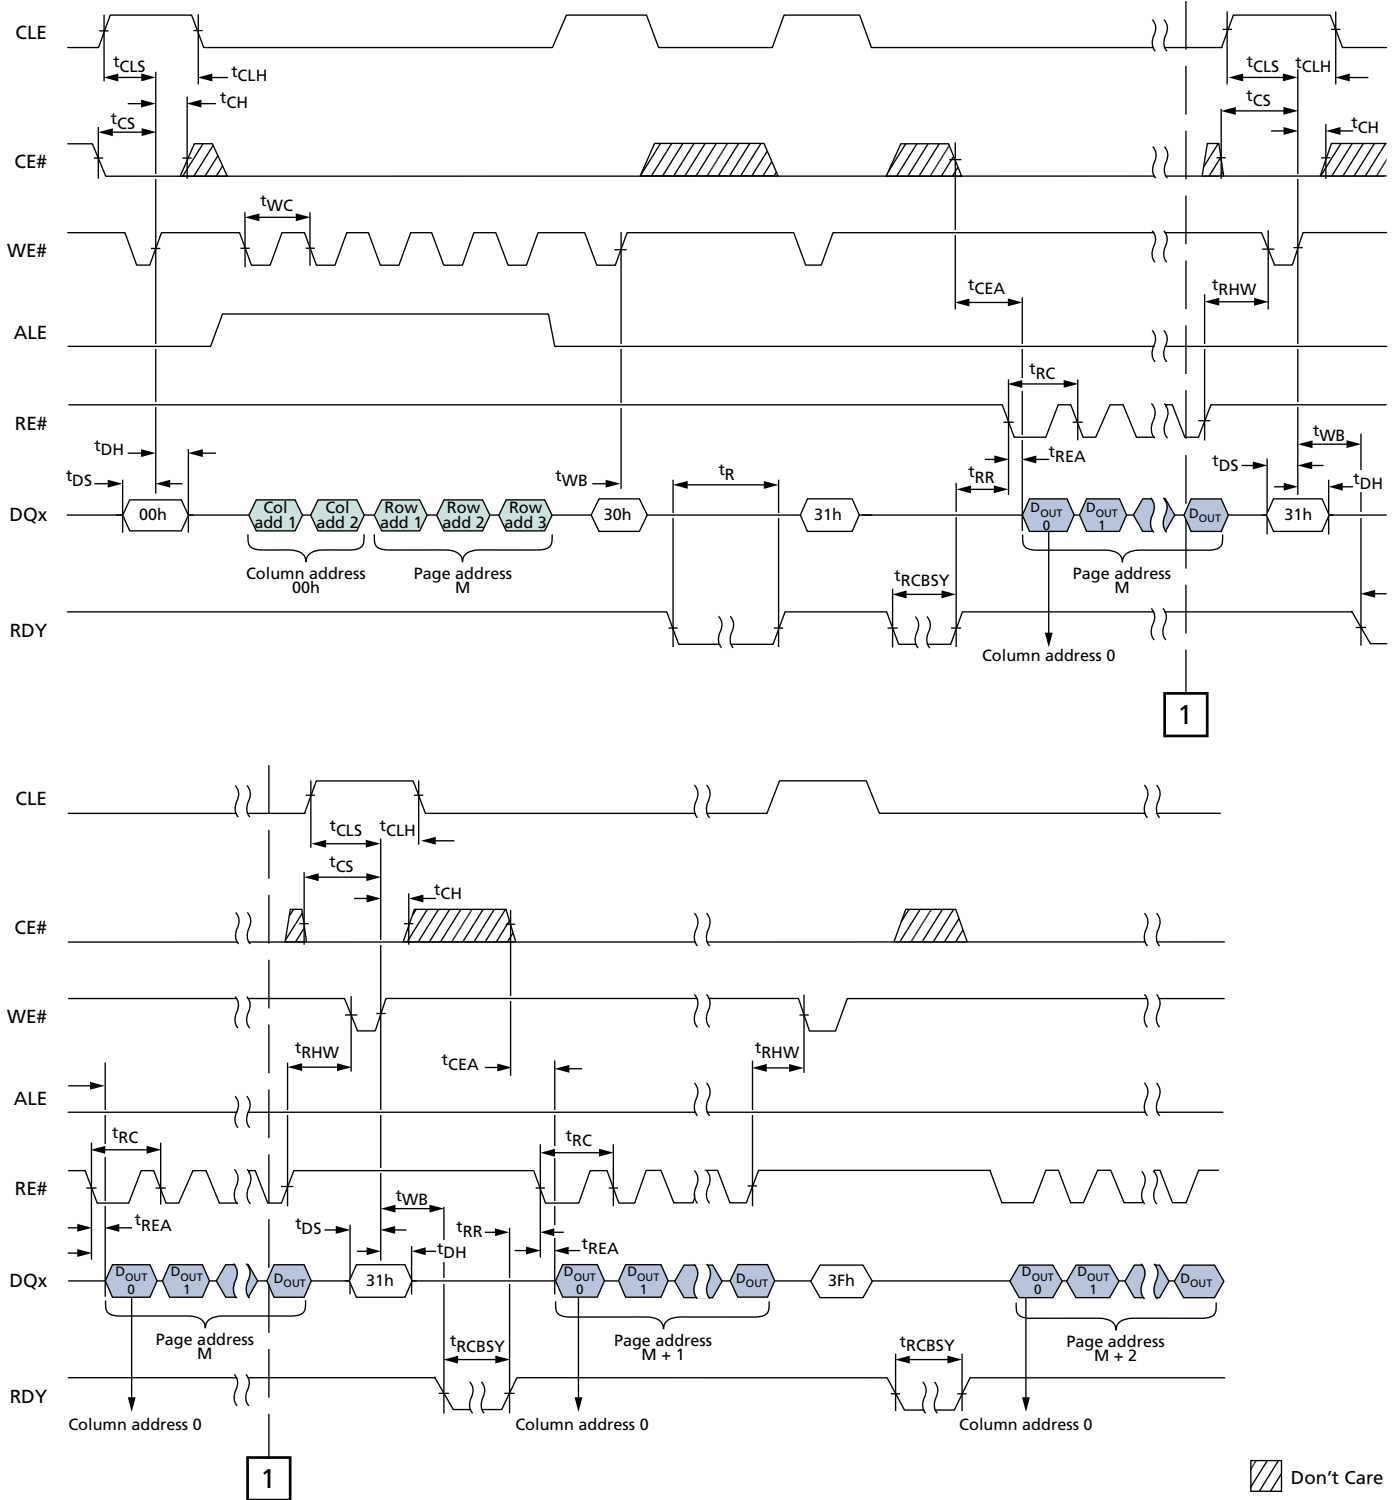 CLE
tCLS
tCLH
tCLS
tCLH
tCH
tCS
tCS
tCH
CE#
tWC
WE#
tCEA
tRHW
ALE
tRC
RE#
tDH
tWB
tREA
tDS
tWB
tR
tRR
tDS
tDH
DQx
00h
Col add 1
Col add 2
Row add 1
Row add 2
Row add 3
30h
31h
DOUT 0
DOUT 1
DOUT
31h
Column address 00h
Page address M
tRCBSY
Page address M
RDY
Column address 0
1
CLE
tCLS
tCLH
tCS
tCH
CE#
WE#
tRHW
tCEA
tRHW
ALE
tRC
tRC
RE#
tREA
tDS
tWB
tRR
tDH
tREA
DQx
DOUT 0
DOUT 1
DOUT
31h
DOUT 0
DOUT 1
DOUT
3Fh
DOUT 0
DOUT 1
DOUT
Page address M
tRCBSY
Page address M + 1
tRCBSY
Page address M + 2
RDY
Column address 0
Column address 0
Column address 0
1
Don't Care